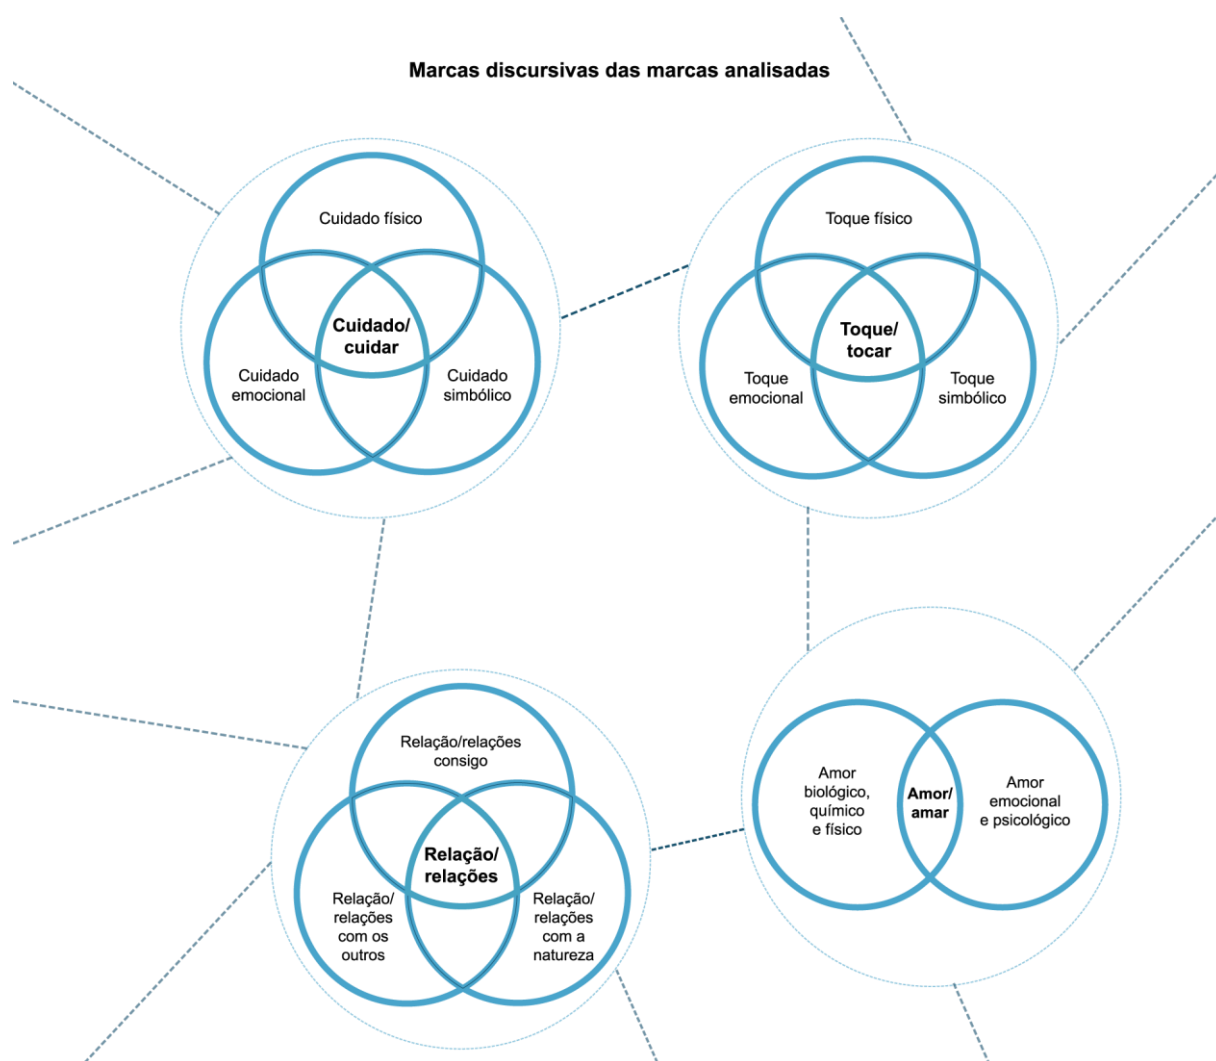 Marcas discursivas das marcas analisadas
Cuidado físico
Cuidado/
cuidar
Cuidado
emocional
Cuidado
simbólico
Toque físico
Toque/
tocar
Toque
emocional
Toque
simbólico
Relação/relações
consigo
Relação/
relações
Relação/
relações
com os
outros
Relação/
relações
com a
natureza
Amor
biológico,
químico
e físico
Amor/
amar
Amor
emocional
e psicológico